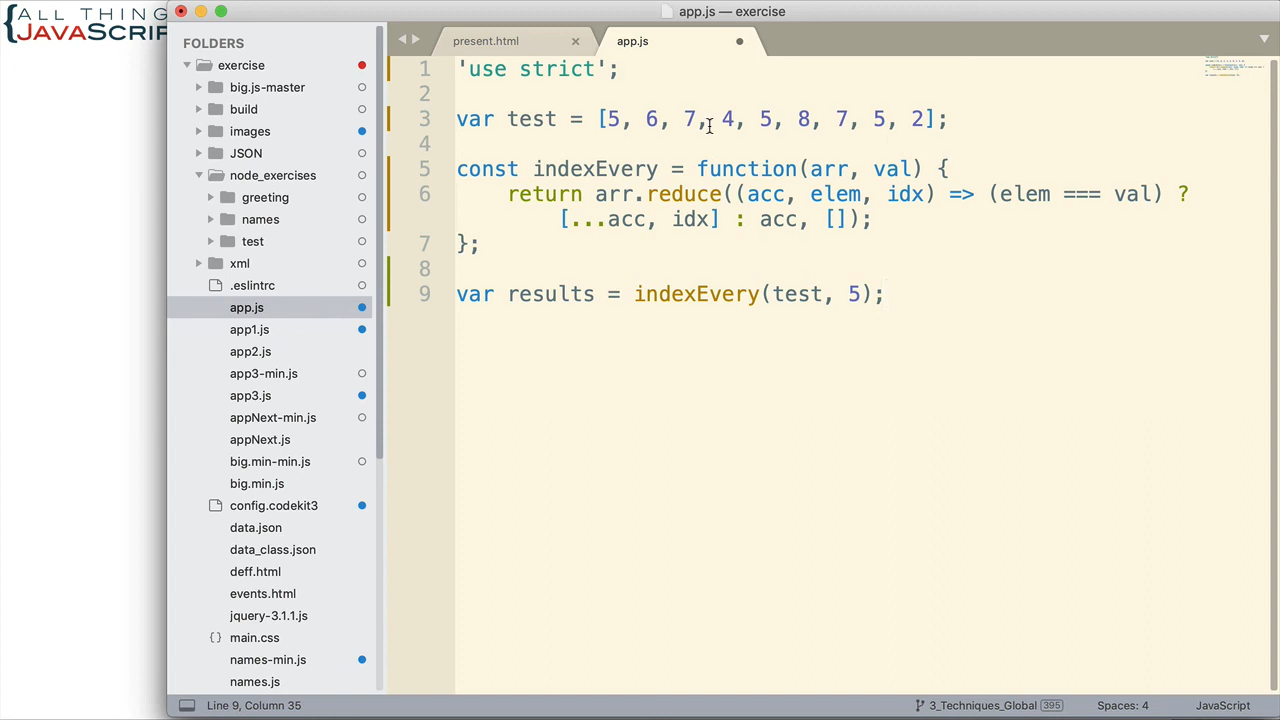 {ALL THING
JAVASCRIP
app.js — exercise
FOLDERS
exercise
big.js-master
build
images
JSON
node_exercises
greeting
names
test
xml
.eslintrc
app.js
app1.js
app2.js
app3-min.js
app3.js
appNext-min.js
appNext.js
big.min-min.js
big.min.js
config.codekit3
data.json
data_class.json
deff.html
events.html
jquery-3.1.1.js
{} main.css
names-min.js
names.js
present.html ×
app.js
1 'use strict';
2
3 var test = [5, 6, 7, 4, 5, 8, 7, 5, 2];
4
5 const indexEvery = function(arr, val) {
6 return arr.reduce((acc, elem, idx) => (elem === val) ?
[...acc, idx] : acc, []);
7 };
8
9 var results = indexEvery(test, 5);
Line 9, Column 35
3_Techniques_Global 395
Spaces: 4
JavaScript